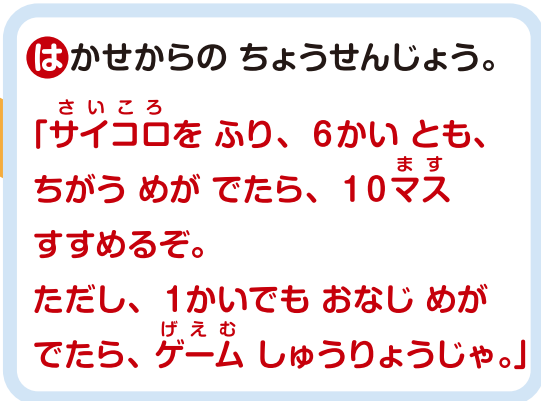 はかせからの ちょうせんじょう。
さいころ
「サイコロを ふり、6かい とも、
ます
ちがう めが でたら、10マス
すすめるぞ。
ただし、1かいでも おなじ めが
げえむ
でたら、ゲーム しゅうりょうじゃ。」